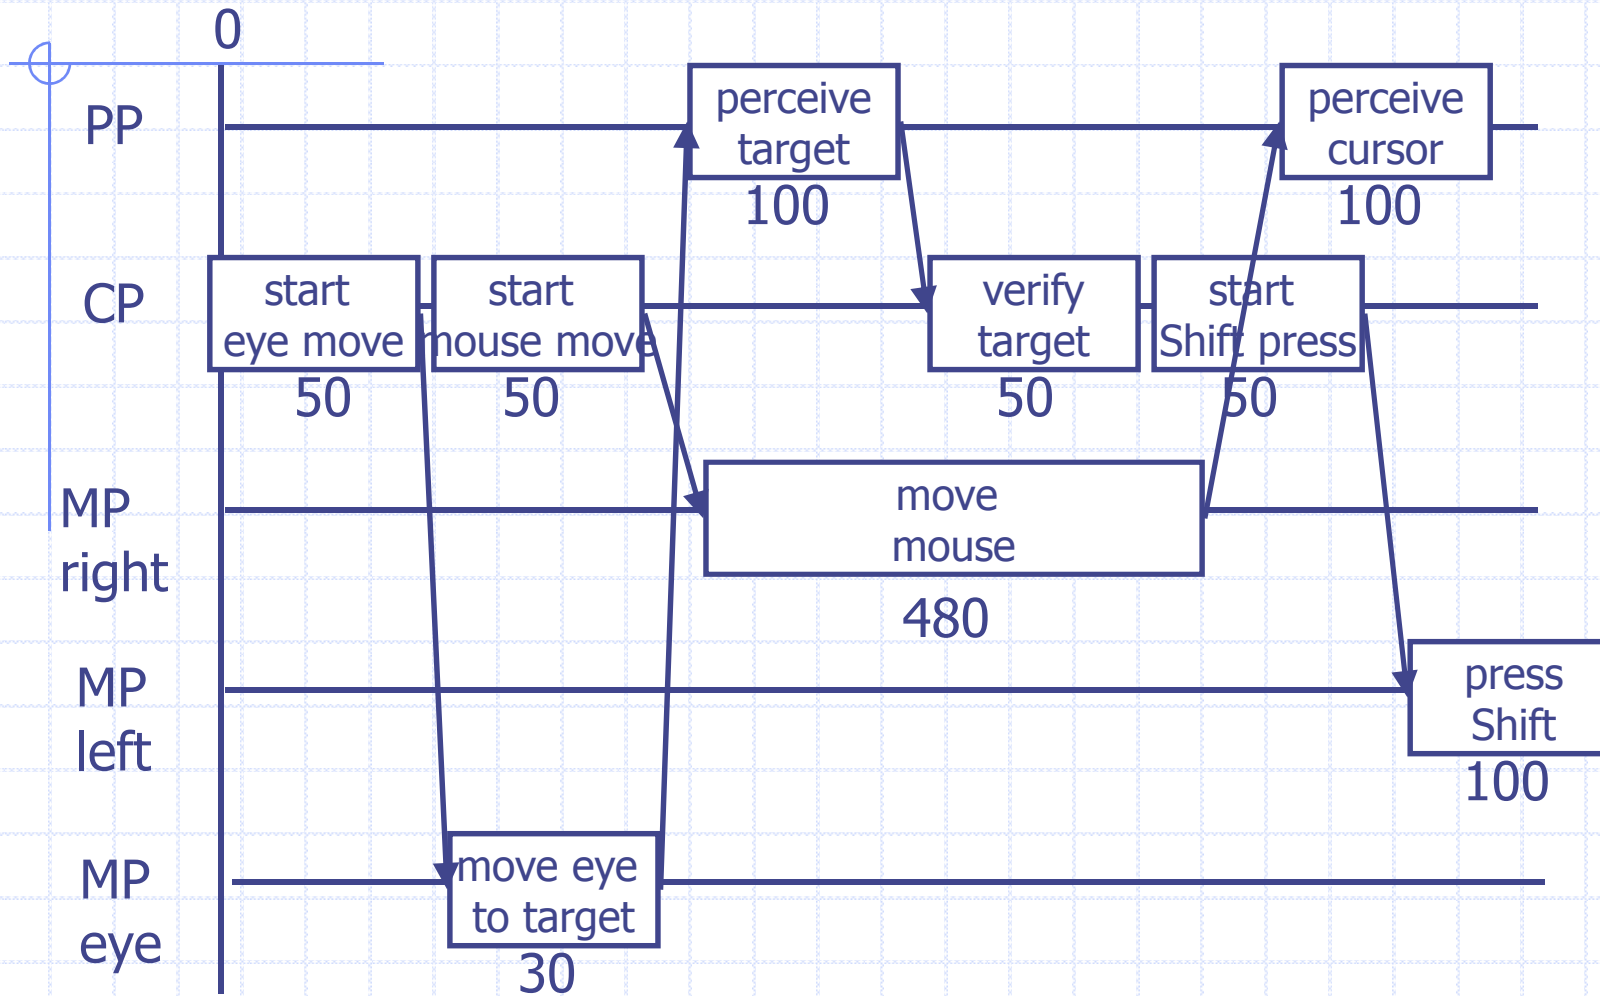 0
PP
perceive
target
100
perceive
cursor
100
CP
start
eye move
50
start
mouse move
50
verify
target
50
start
Shift press
50
MP
right
move
mouse
480
MP
left
press
Shift
100
MP
eye
move eye
to target
30